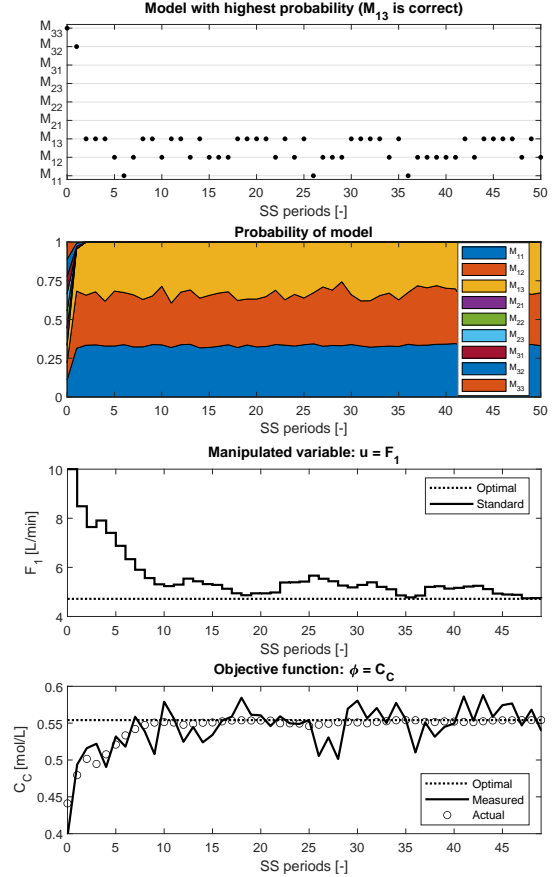 Model with highest probability (M13 is correct)
M33
M32
M31
M23
M22
M21
M13
M12
M11
0 5 10 15 20 25 30 35 40 45 50
SS periods [-]
Probability of model
1
0.75
0.5
0.25
0
M11
M12
M13
M21
M22
M23
M31
M32
M33
0 5 10 15 20 25 30 35 40 45 50
SS periods [-]
Manipulated variable: u = F1
10
8
6
4
F1 [L/min]
Optimal
Standard
0 5 10 15 20 25 30 35 40 45
SS periods [-]
Objective function: ϕ = CC
0.6
0.55
0.5
0.45
0.4
CC [mol/L]
Optimal
Measured
Actual
0 5 10 15 20 25 30 35 40 45
SS periods [-]